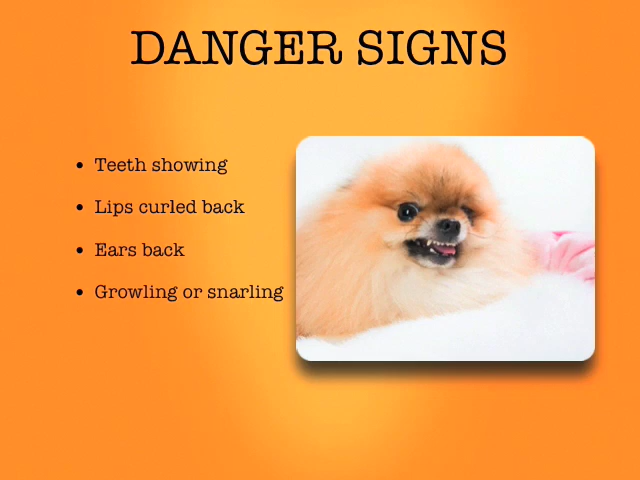 DANGER SIGNS
• Teeth showing
• Lips curled back
• Ears back
• Growling or snarling